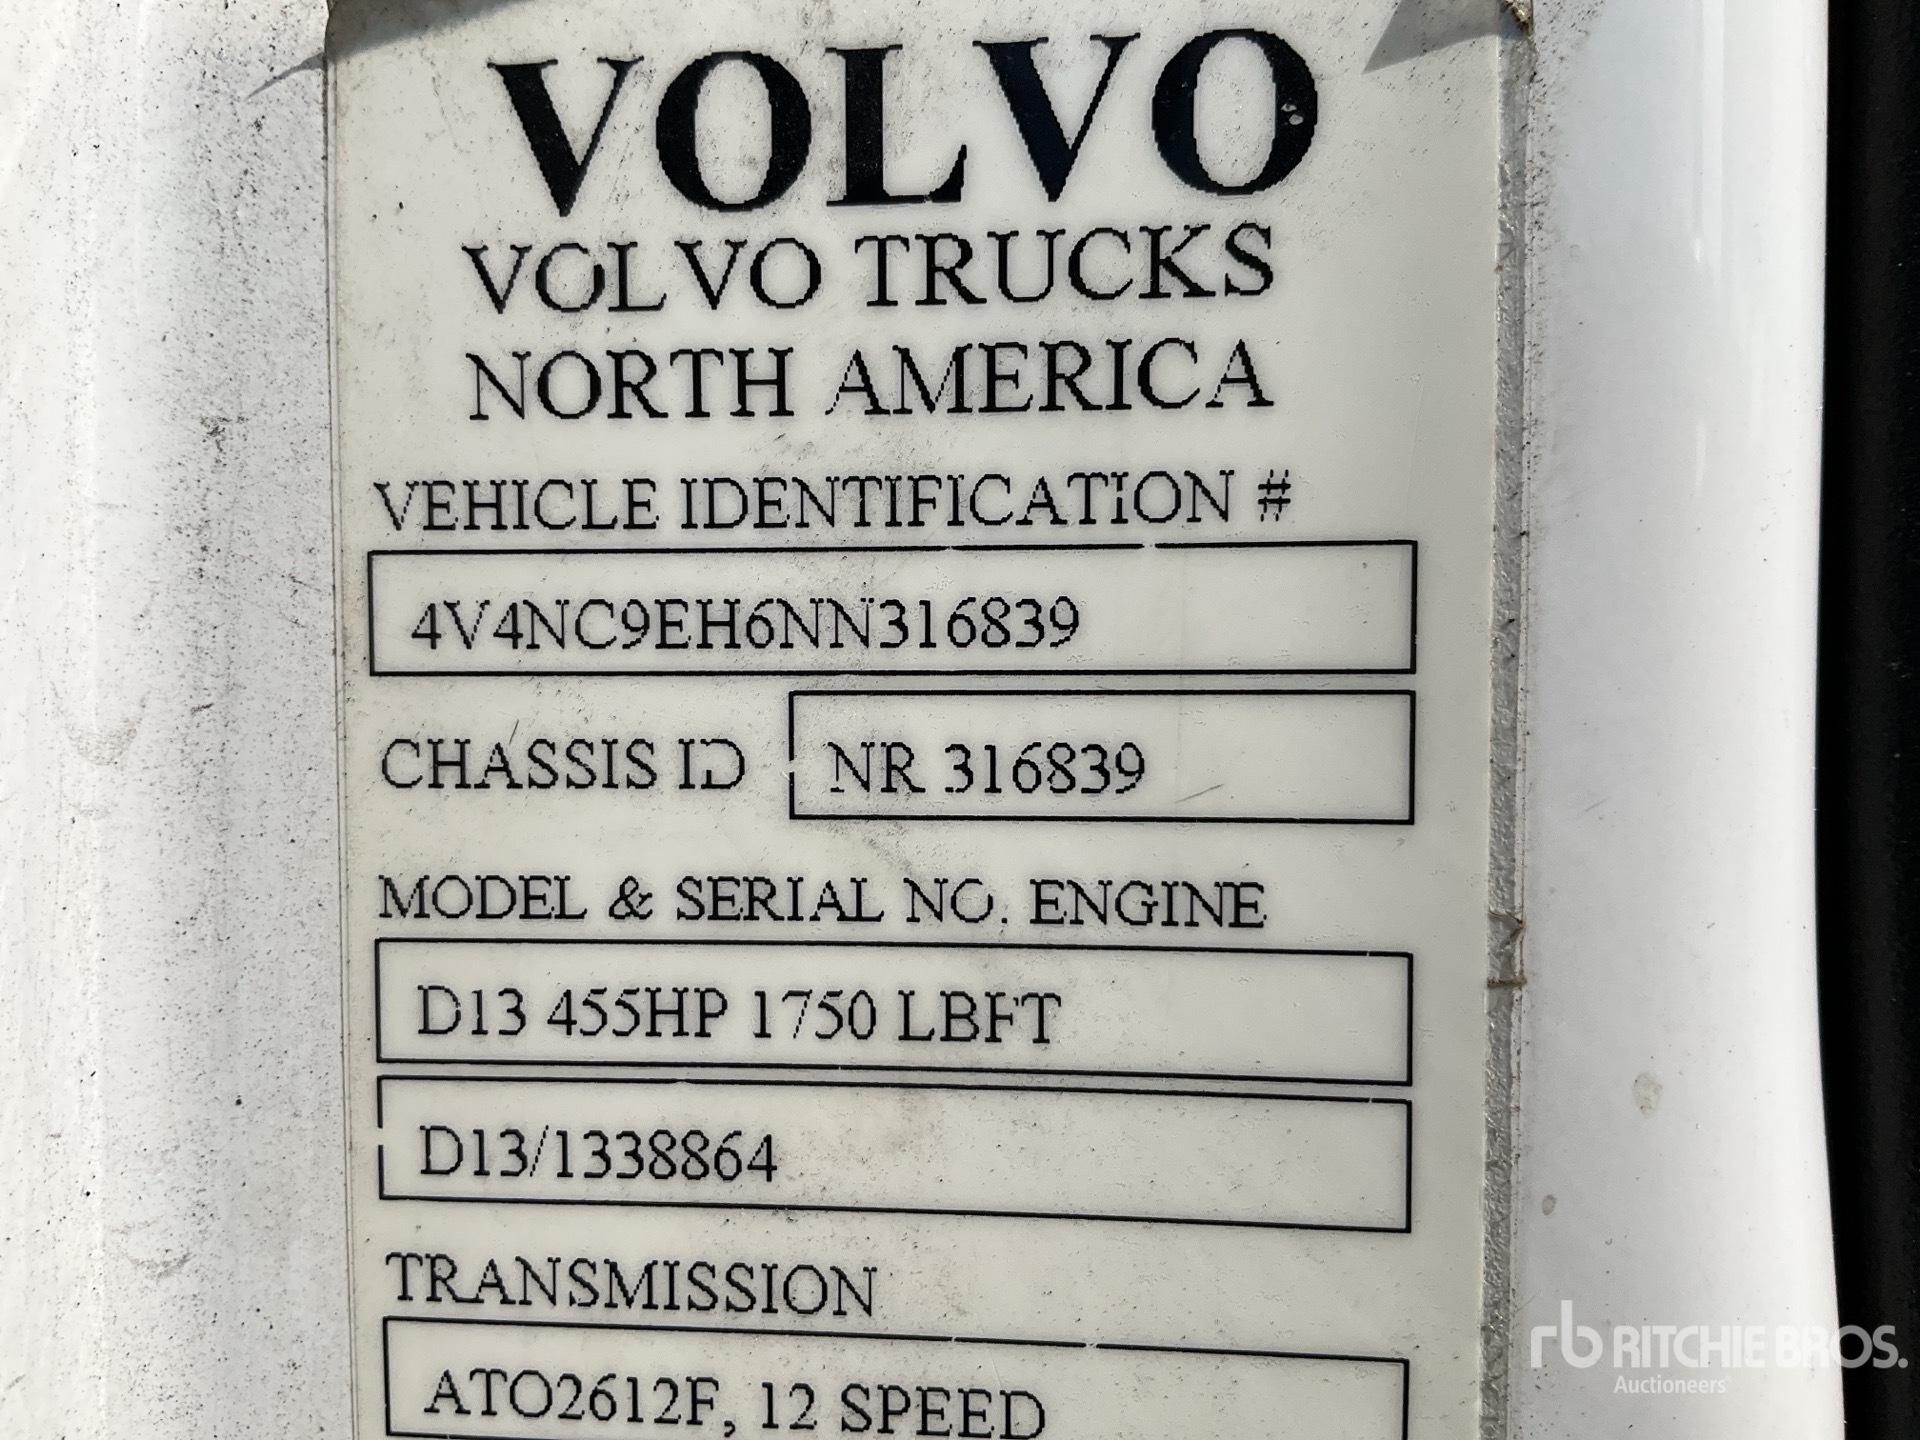 VOLVO
VOLVO TRUCKS
NORTH AMERICA
VEHICLE IDENTIFICATION #
4V4NC9EH6NN316839
CHASSIS ID
NR 316839
MODEL & SERIAL NO. ENGINE
D13 455HP 1750 LBFT
D13/1338864
TRANSMISSION
ATO2612F, 12 SPEED
rb RITCHIE BROS.
Auctioneers